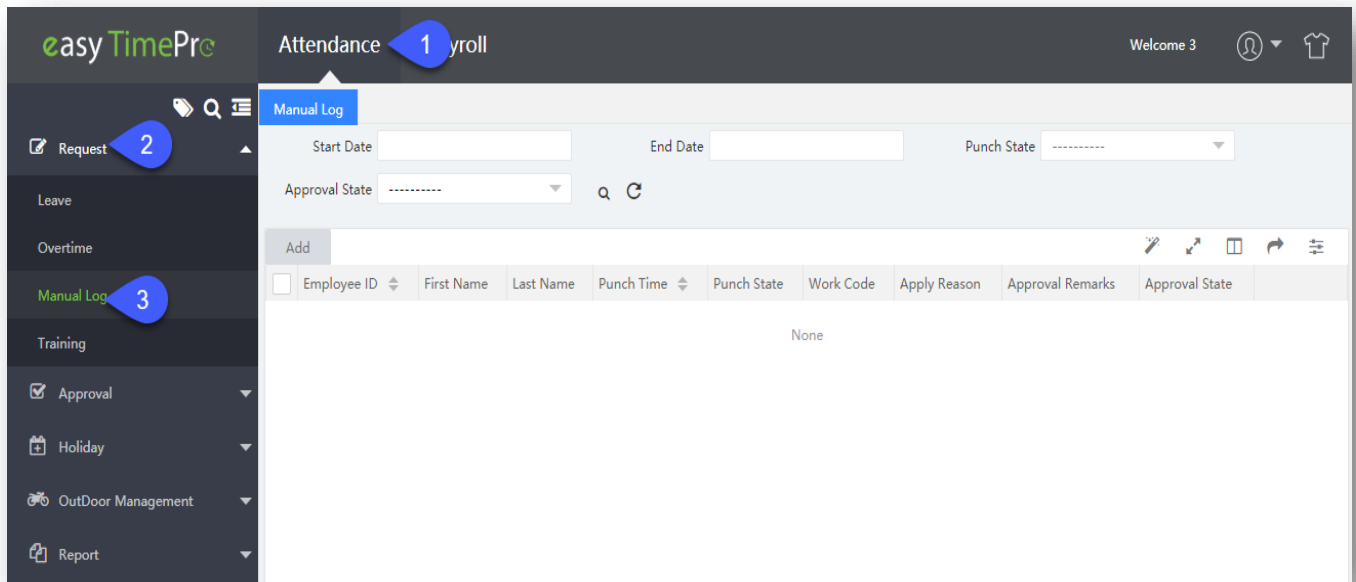 easy TimePro
Attendance 1 yroll Welcome 3
Manual Log
Request 2
Start Date End Date Punch State ----------
Leave
Approval State ----------
Overtime
Add
Manual Log 3
Employee ID First Name Last Name Punch Time Punch State Work Code Apply Reason Approval Remarks Approval State
None
Training
Approval
Holiday
OutDoor Management
Report